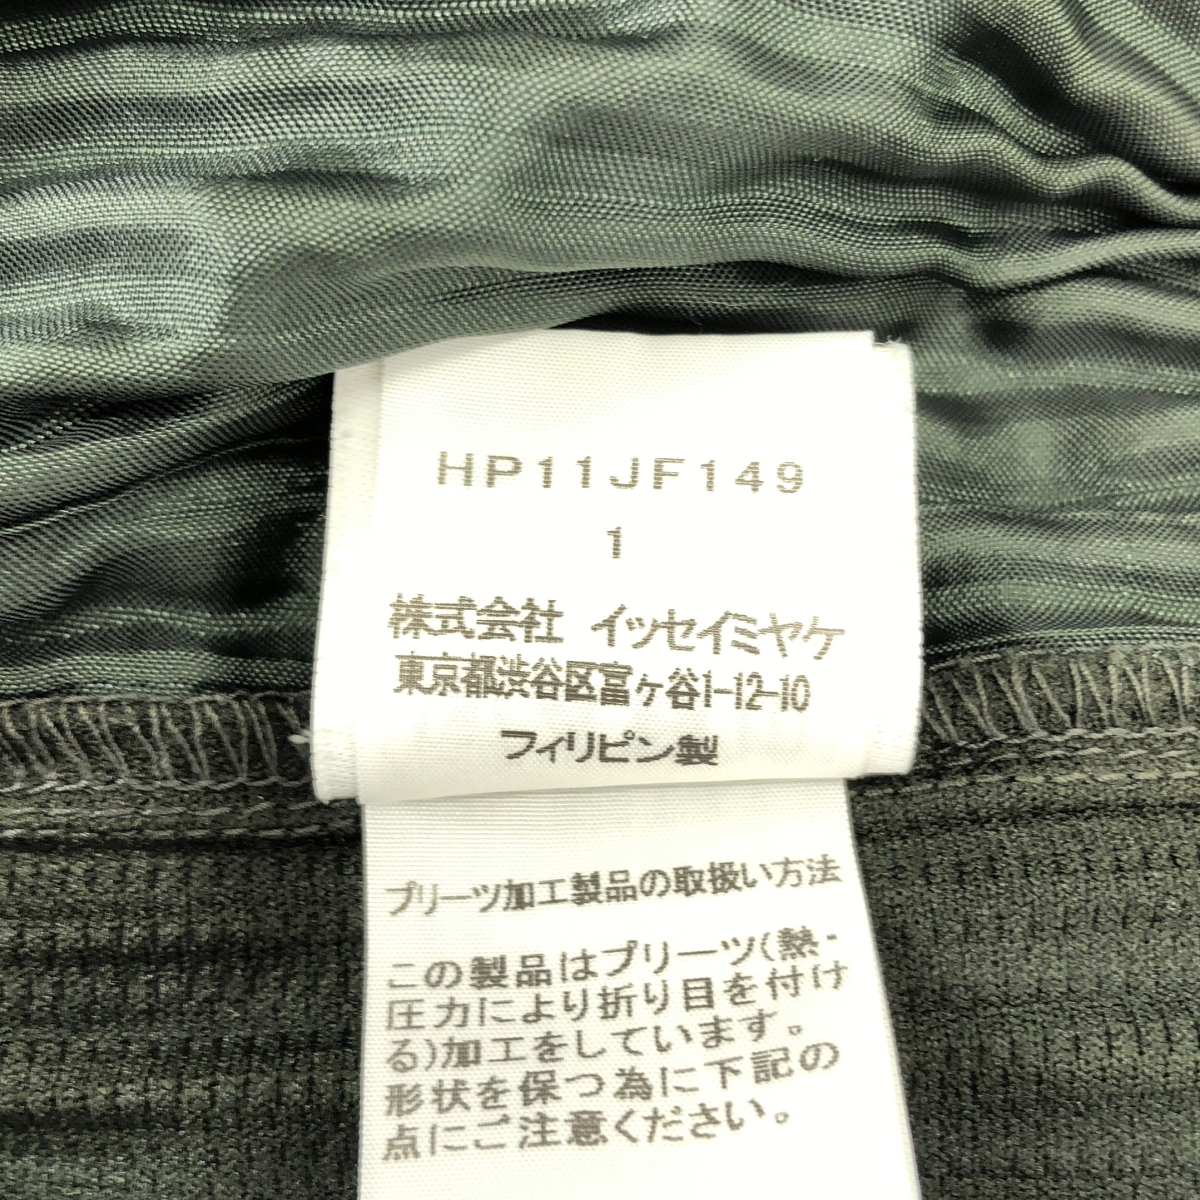 HP11JF149
1
株式会社 イッセイミヤケ
東京都渋谷区富ヶ谷1-12-10
フィリピン製
プリーツ加工製品の取扱い方法
この製品はプリーツ(熱・
圧力により折り目を付け
る)加工をしています。
形状を保つ為に下記の
点にご注意ください。